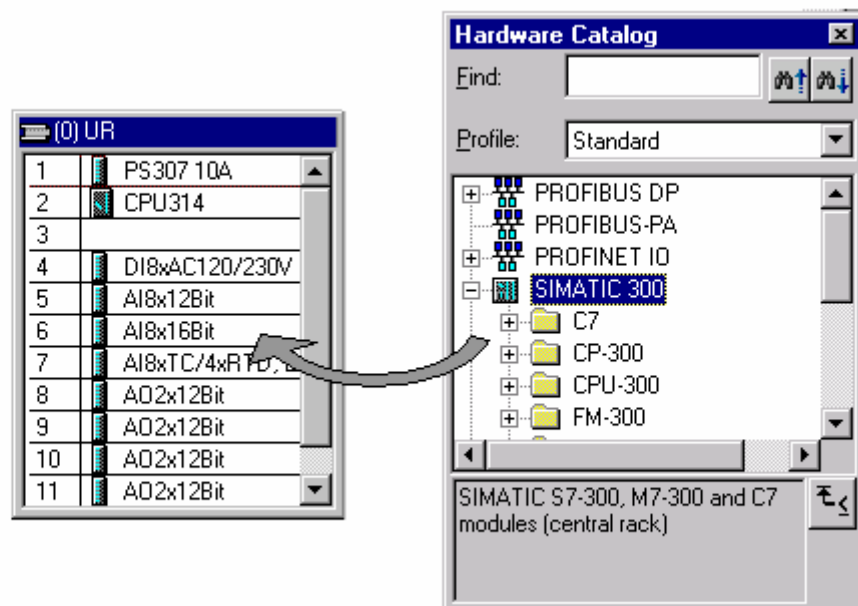 (0) UR
1 PS307 10A
2 CPU314
3
4 DI8xAC120/230V
5 AI8x12Bit
6 AI8x16Bit
7 AI8xTC/4xRTD,
8 AO2x12Bit
9 AO2x12Bit
10 AO2x12Bit
11 AO2x12Bit
Hardware Catalog
Find:
Profile: Standard
PROFIBUS DP
PROFIBUS-PA
PROFINET IO
SIMATIC 300
C7
CP-300
CPU-300
FM-300
SIMATIC S7-300, M7-300 and C7
modules (central rack)